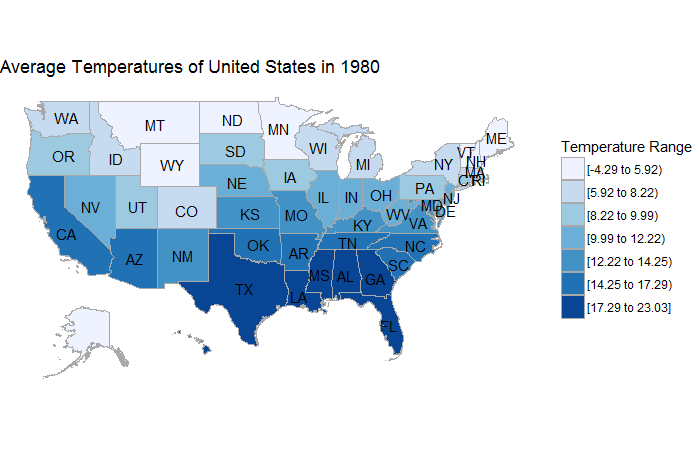 Average Temperatures of United States in 1980
WA
MT
ND
MN
ME
VT
NH
OR
ID
SD
WI
MI
NY
MA
WY
CT
RI
NV
UT
CO
NE
IA
IL
IN
OH
PA
NJ
MD
DE
CA
KS
MO
KY
WV
VA
AZ
NM
OK
AR
TN
NC
SC
TX
LA
MS
AL
GA
FL
Temperature Range
[-4.29 to 5.92)
[5.92 to 8.22)
[8.22 to 9.99)
[9.99 to 12.22)
[12.22 to 14.25)
[14.25 to 17.29)
[17.29 to 23.03]